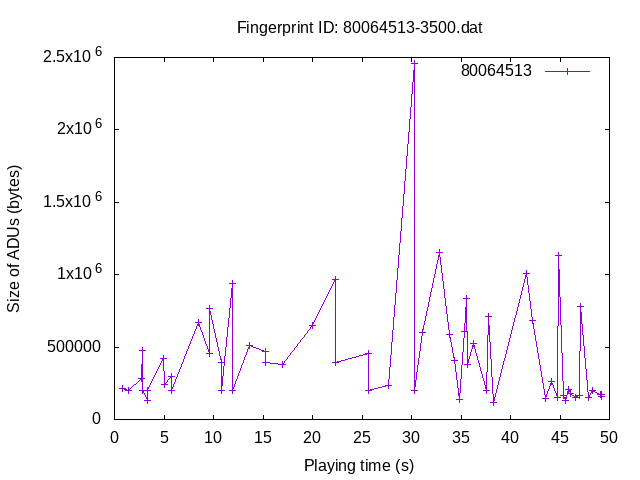 Fingerprint ID: 80064513-3500.dat
80064513
Size of ADUs (bytes)
2.5x10 6
2x10 6
1.5x10 6
1x10 6
500000
0
0 5 10 15 20 25 30 35 40 45 50
Playing time (s)